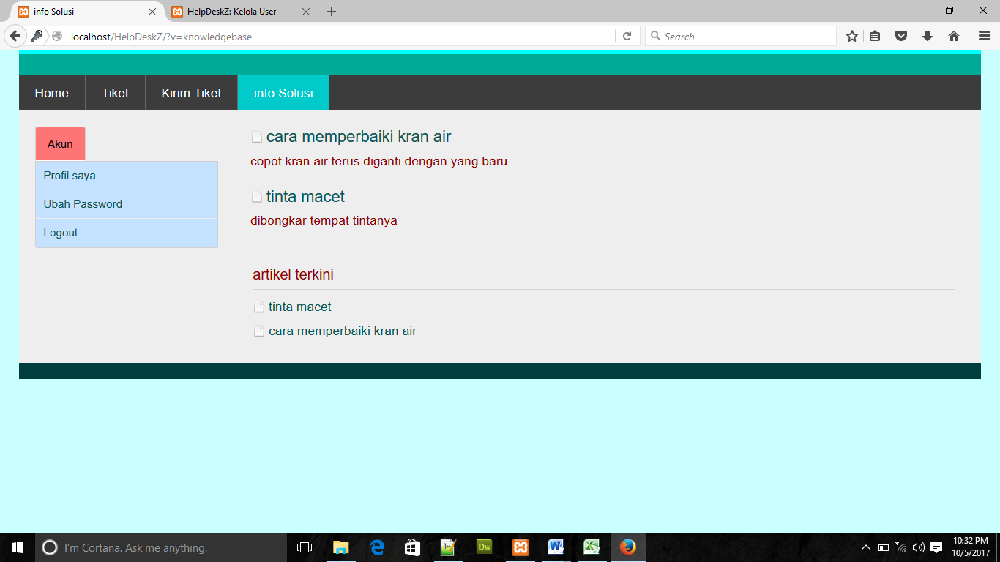 info Solusi
HelpDeskZ: Kelola User
localhost/HelpDeskZ/?v=knowledgebase
Search
Home
Tiket
Kirim Tiket
info Solusi
Akun
Profil saya
Ubah Password
Logout
cara memperbaiki kran air
copot kran air terus diganti dengan yang baru
tinta macet
dibongkar tempat tintanya
artikel terkini
tinta macet
cara memperbaiki kran air
I'm Cortana. Ask me anything.
Dw
10:32 PM
10/5/2017